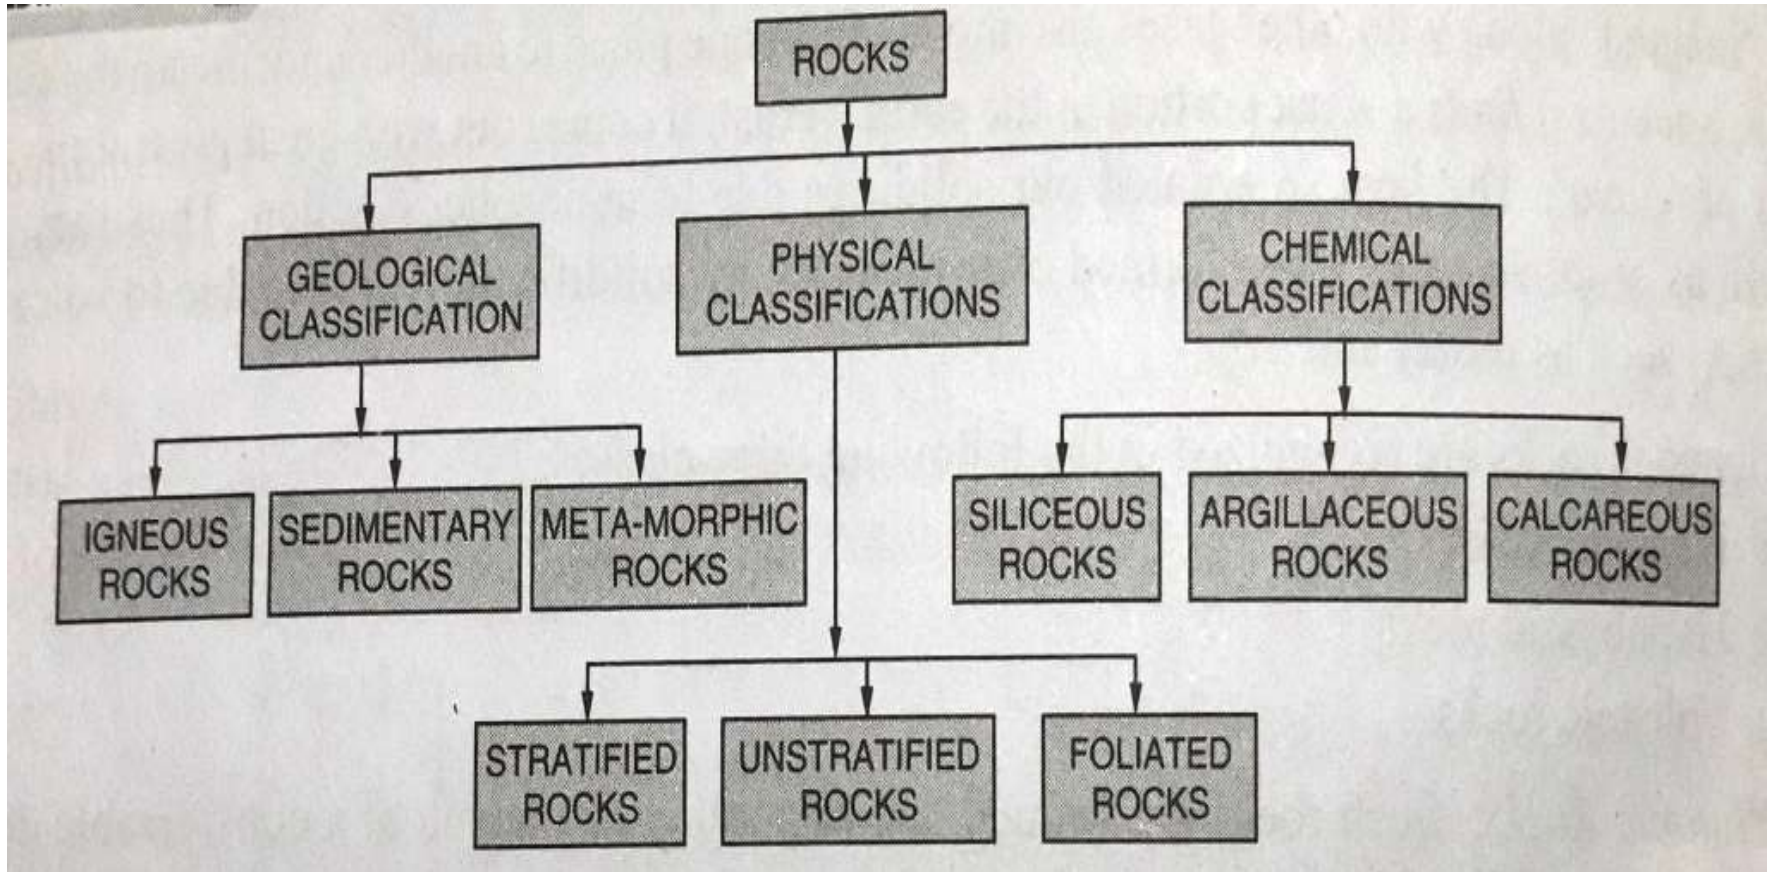 ROCKS
GEOLOGICAL
CLASSIFICATION
PHYSICAL
CLASSIFICATIONS
CHEMICAL
CLASSIFICATIONS
IGNEOUS
ROCKS
SEDIMENTARY
ROCKS
META-MORPHIC
ROCKS
SILICEOUS
ROCKS
ARGILLACEOUS
ROCKS
CALCAREOUS
ROCKS
STRATIFIED
ROCKS
UNSTRATIFIED
ROCKS
FOLIATED
ROCKS